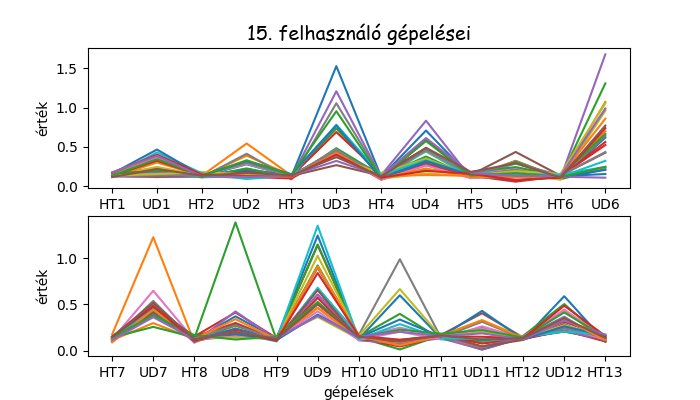 15. felhasználó gépelései
érték
1.5
1.0
0.5
0.0
HT1 UD1 HT2 UD2 HT3 UD3 HT4 UD4 HT5 UD5 HT6 UD6
érték
1.0
0.5
0.0
HT7 UD7 HT8 UD8 HT9 UD9 HT10 UD10 HT11 UD11 HT12 UD12 HT13
gépelések